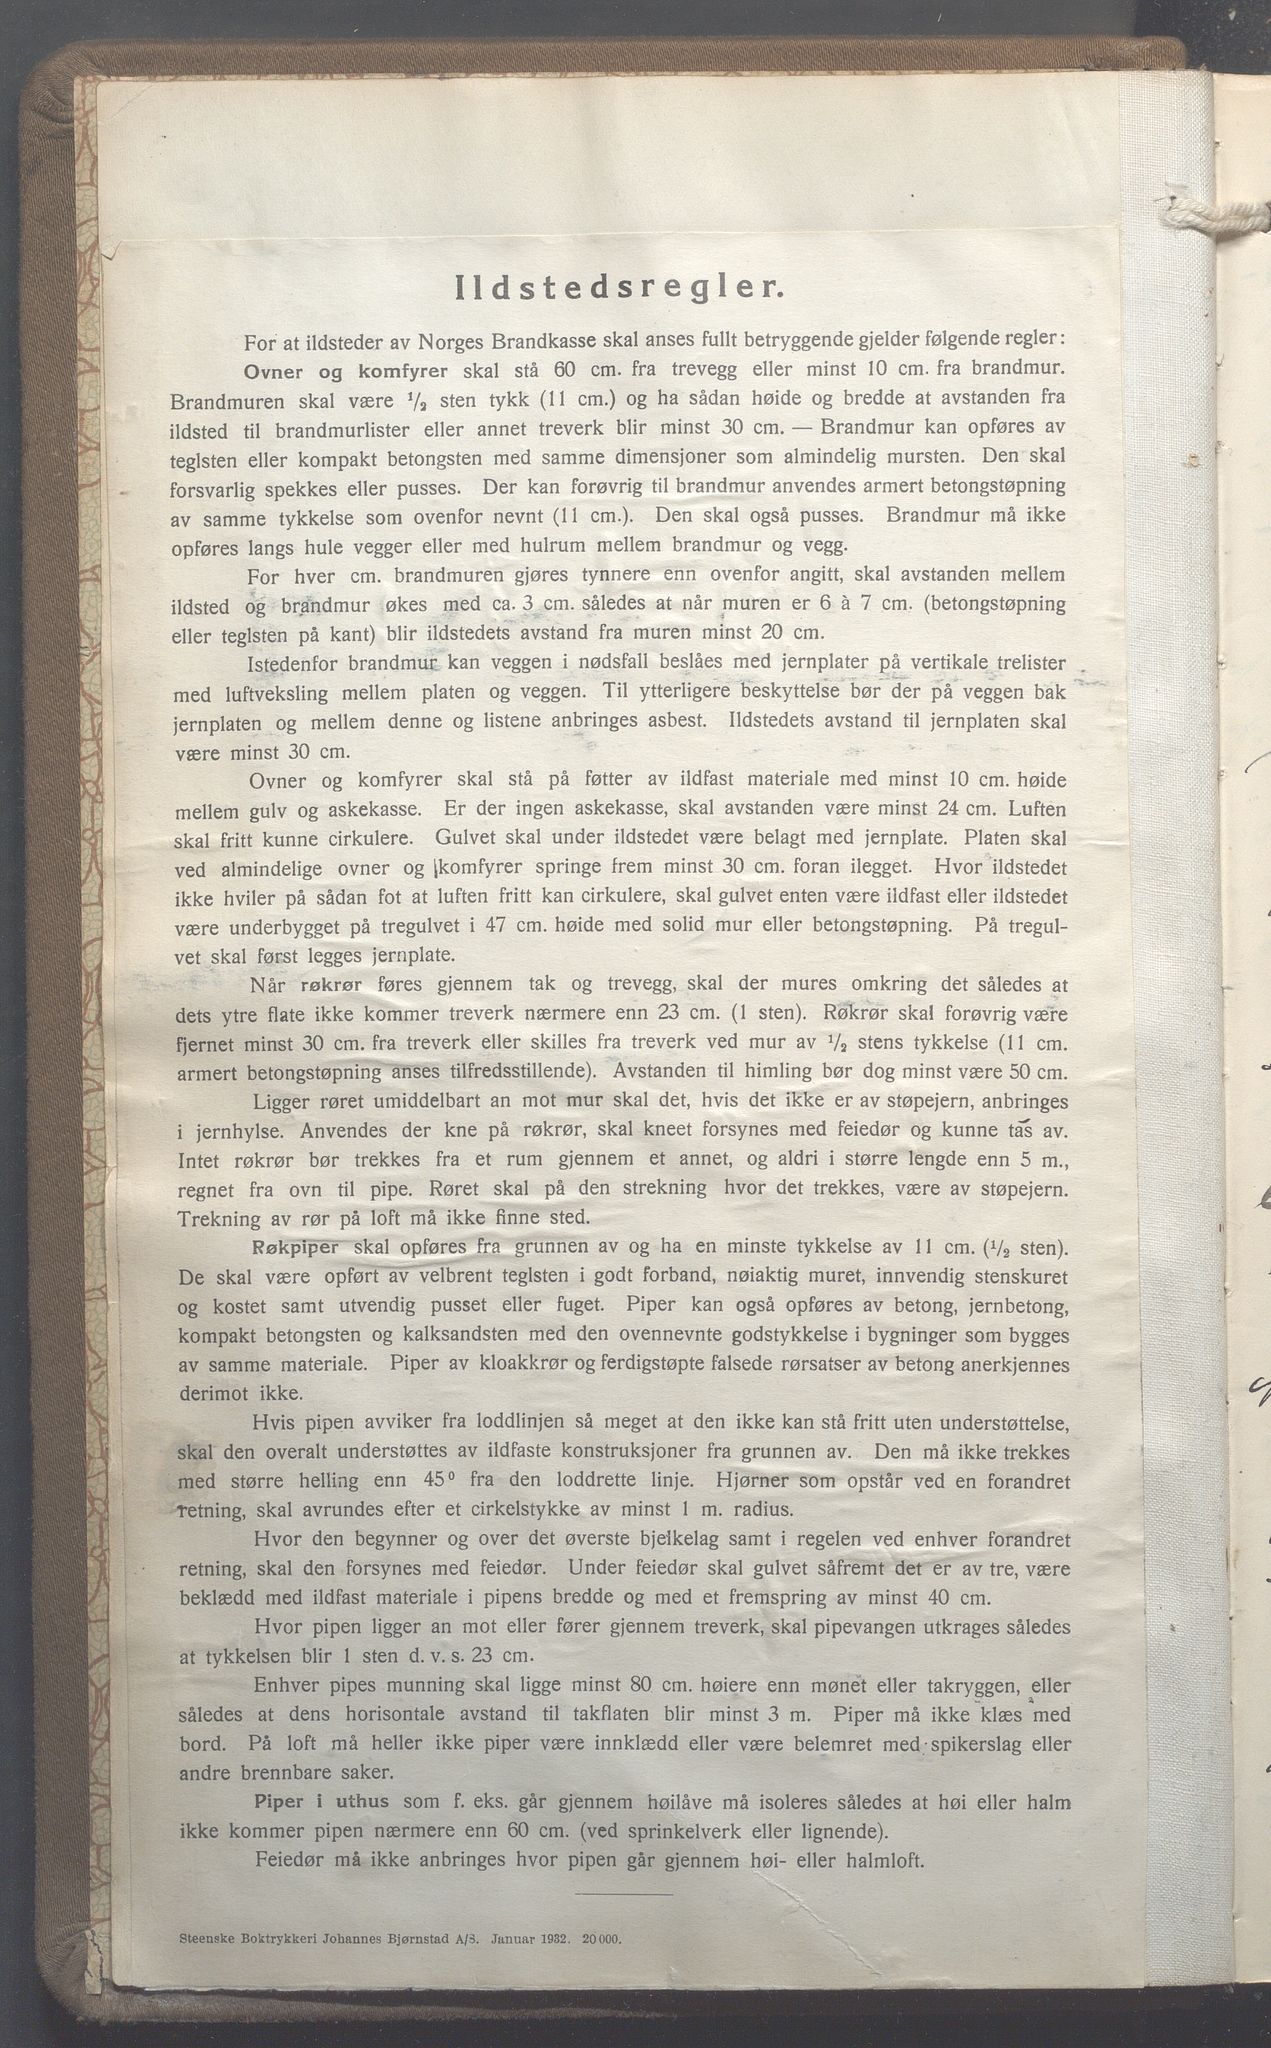 Ildstedsregler.
For at ildsteder av Norges Brandkasse skal anses fullt betryggende gjelder følgende regler:
Ovner og komfyrer skal stå 60 cm. fra trevegg eller minst 10 cm. fra brandmur.
Brandmuren skal være ½ sten tykk (11 cm.) og ha sådan høide og bredde at avstanden fra
ildsted til brandmurlister eller annet treverk blir minst 30 cm. — Brandmur kan opføres av
teglsten eller kompakt betongsten med samme dimensjoner som almindelig mursten. Den skal
forsvarlig spekkes eller pusses. Der kan forøvrig til brandmur anvendes armert betongstøpning
av samme tykkelse som ovenfor nevnt (11 cm.). Den skal også pusses. Brandmur må ikke
opføres langs hule vegger eller med hulrum mellem brandmur og vegg.
For hver cm. brandmuren gjøres tynnere enn ovenfor angitt, skal avstanden mellem
ildsted og brandmur økes med ca. 3 cm. således at når muren er 6 à 7 cm. (betongstøpning
eller teglsten på kant) blir ildstedets avstand fra muren minst 20 cm.
Istedenfor brandmur kan veggen i nødsfall beslåes med jernplater på vertikale trelister
med luftveksling mellem platen og veggen. Til ytterligere beskyttelse bør der på veggen bak
jernplaten og mellem denne og listene anbringes asbest. Ildstedets avstand til jernplaten skal
være minst 30 cm.
Ovner og komfyrer skal stå på føtter av ildfast materiale med minst 10 cm. høide
mellem gulv og askekasse. Er der ingen askekasse, skal avstanden være minst 24 cm. Luften
skal fritt kunne cirkulere. Gulvet skal under ildstedet være belagt med jernplate. Platen skal
ved almindelige ovner og komfyrer springe frem minst 30 cm. foran ilegget. Hvor ildstedet
ikke hviler på sådan fot at luften fritt kan cirkulere, skal gulvet enten være ildfast eller ildstedet
være underbygget på tregulvet i 47 cm. høide med solid mur eller betongstøpning. På tregul-
vet skal først legges jernplate.
Når røkrør føres gjennem tak og trevegg, skal der mures omkring det således at
dets ytre flate ikke kommer treverk nærmere enn 23 cm. (1 sten). Røkrør skal forøvrig være
fjernet minst 30 cm. fra treverk eller skilles fra treverk ved mur av ½ stens tykkelse (11 cm.
armert betongstøpning anses tilfredsstillende). Avstanden til himling bør dog minst være 50 cm.
Ligger røret umiddelbart an mot mur skal det, hvis det ikke er av støpejern, anbringes
i jernhylse. Anvendes der kne på røkrør, skal kneet forsynes med feiedør og kunne tas av.
Intet røkrør bør trekkes fra et rum gjennem et annet, og aldri i større lengde enn 5 m.,
regnet fra ovn til pipe. Røret skal på den strekning hvor det trekkes, være av støpejern.
Trekning av rør på loft må ikke finne sted.
Røkpiper skal opføres fra grunnen av og ha en minste tykkelse av 11 cm. (½ sten).
De skal være opført av velbrent teglsten i godt forband, nøiaktig muret, innvendig stenskuret
og kostet samt utvendig pusset eller fuget. Piper kan også opføres av betong, jernbetong,
kompakt betongsten og kalksandsten med den ovennevnte godstykkelse i bygninger som bygges
av samme materiale. Piper av kloakkrør og ferdigstøpte falsede rørsatser av betong anerkjennes
derimot ikke.
Hvis pipen avviker fra loddlinjen så meget at den ikke kan stå fritt uten understøttelse,
skal den overalt understøttes av ildfaste konstruksjoner fra grunnen av. Den må ikke trekkes
med større helling enn 45° fra den loddrette linje. Hjørner som opstår ved en forandret
retning, skal avrundes efter et cirkelstykke av minst 1 m. radius.
Hvor den begynner og over det øverste bjelkelag samt i regelen ved enhver forandret
retning, skal den forsynes med feiedør. Under feiedør skal gulvet såfremt det er av tre, være
beklædd med ildfast materiale i pipens bredde og med et fremspring av minst 40 cm.
Hvor pipen ligger an mot eller fører gjennem treverk, skal pipevangen utkrages således
at tykkelsen blir 1 sten d. v. s. 23 cm.
Enhver pipes munning skal ligge minst 80 cm. høiere enn mønet eller takryggen, eller
således at dens horisontale avstand til takflaten blir minst 3 m. Piper må ikke klæs med
bord. På loft må heller ikke piper være innklædd eller være belemret med spikerslag eller
andre brennbare saker.
Piper i uthus som f. eks. går gjennem høilåve må isoleres således at høi eller halm
ikke kommer pipen nærmere enn 60 cm. (ved sprinkelverk eller lignende).
Feiedør må ikke anbringes hvor pipen går gjennem høi- eller halmloft.
Steenske Boktrykkeri Johannes Bjørnstad A/S. Januar 1932. 20 000.